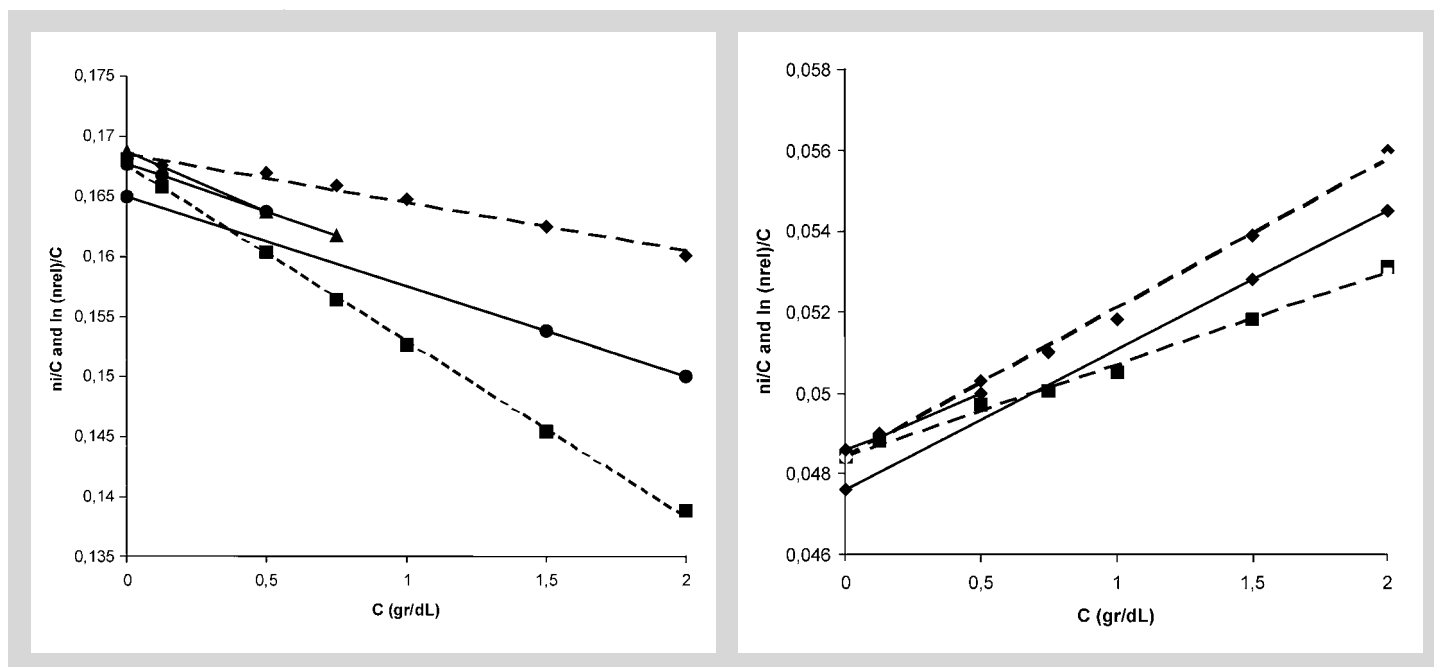 0,175
0,17
0,165
0,16
0,155
0,15
0,145
0,14
0,135
ni/C and ln (nrel)/C
0 0,5 1 1,5 2
C (gr/dL)
0,058
0,056
0,054
0,052
0,05
0,048
0,046
ni/C and ln (nrel)/C
0 0,5 1 1,5 2
C (gr/dL)